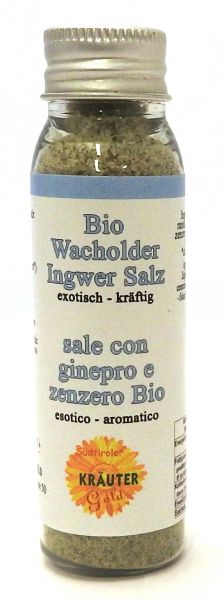 Bio
Wacholder
Ingwer Salz
exotisch - kräftig
sale con
ginepro e
zenzero Bio
esotico - aromatico
Südtiroler
KRÄUTER
Gold